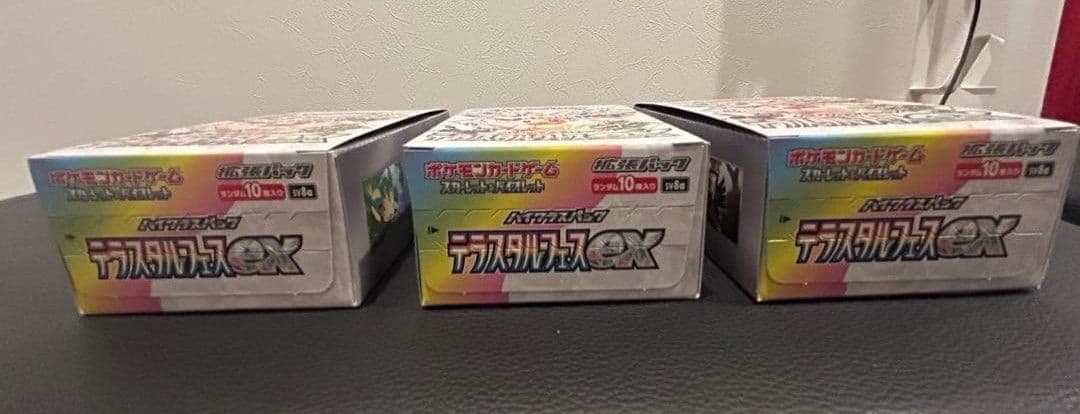 ポケモンカードゲーム
スカーレット&バイオレット
拡張パック
ランダム10枚入り
sv8a
ハイクラスパック
テラスタルフェスex
ポケモンカードゲーム
スカーレット&バイオレット
拡張パック
ランダム10枚入り
sv8a
ハイクラスパック
テラスタルフェスex
ポケモンカードゲーム
スカーレット&バイオレット
拡張パック
ランダム10枚入り
sv8a
ハイクラスパック
テラスタルフェスex